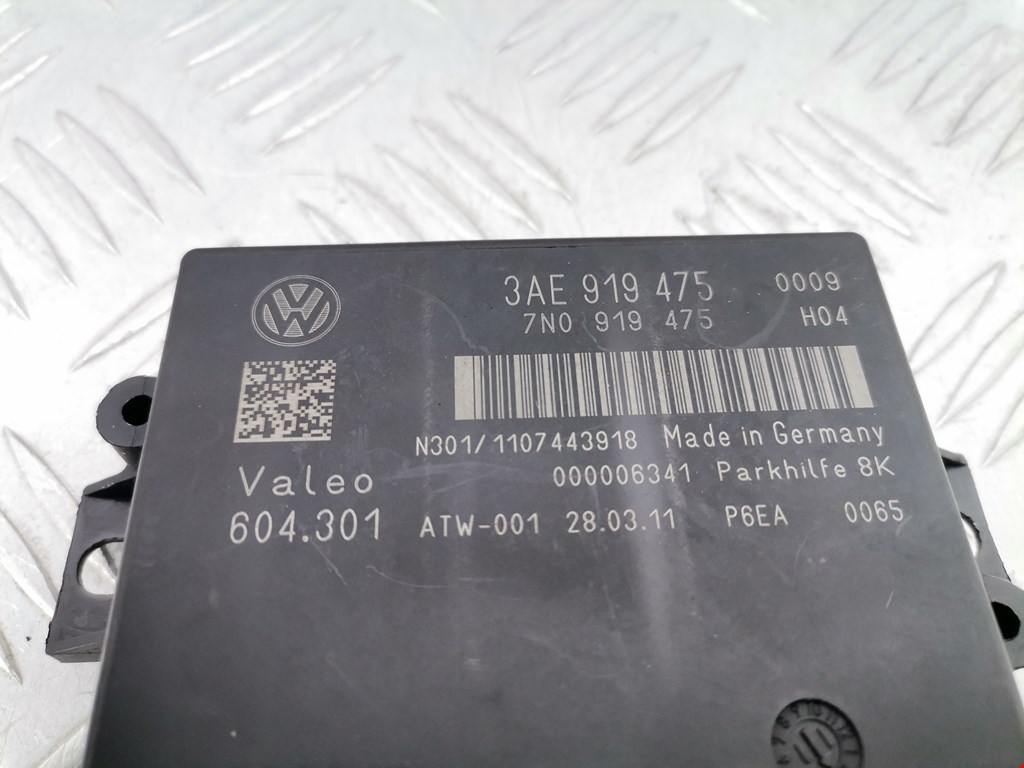 3AE 919 475 0009
7N0 919 475 H04
N301/1107443918 Made in Germany
Valeo 000006341 Parkhilfe 8K
604.301 ATW-001 28.03.11 P6EA 0065